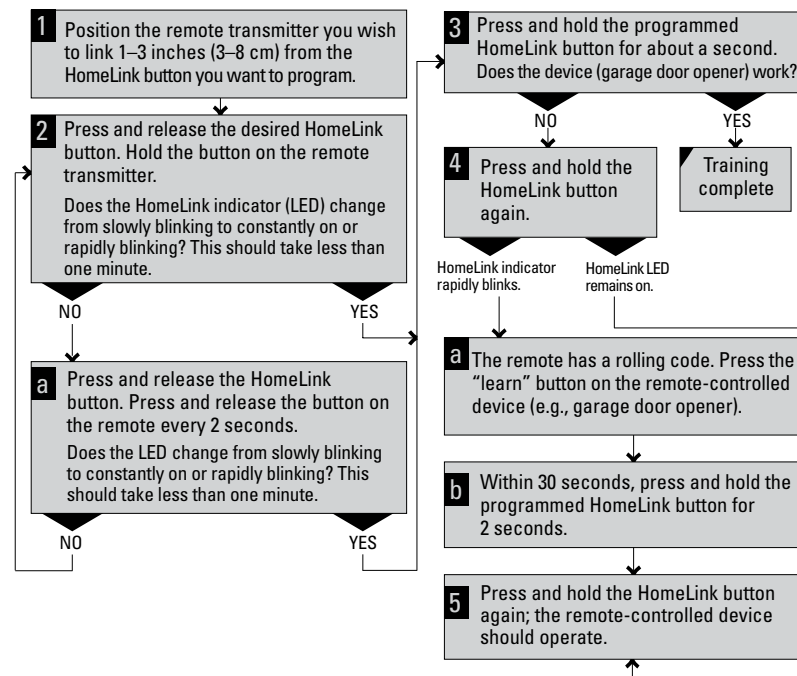 1
Position the remote transmitter you wish
to link 1–3 inches (3–8 cm) from the
HomeLink button you want to program.
2
Press and release the desired HomeLink
button. Hold the button on the remote
transmitter.
Does the HomeLink indicator (LED) change
from slowly blinking to constantly on or
rapidly blinking? This should take less than
one minute.
NO
YES
a
Press and release the HomeLink
button. Press and release the button on
the remote every 2 seconds.
Does the LED change from slowly blinking
to constantly on or rapidly blinking? This
should take less than one minute.
NO
YES
3
Press and hold the programmed
HomeLink button for about a second.
Does the device (garage door opener) work?
NO
YES
4
Press and hold the
HomeLink button
again.
Training
complete
HomeLink indicator
rapidly blinks.
HomeLink LED
remains on.
a
The remote has a rolling code. Press the
“learn” button on the remote-controlled
device (e.g., garage door opener).
b
Within 30 seconds, press and hold the
programmed HomeLink button for
2 seconds.
5
Press and hold the HomeLink button
again; the remote-controlled device
should operate.